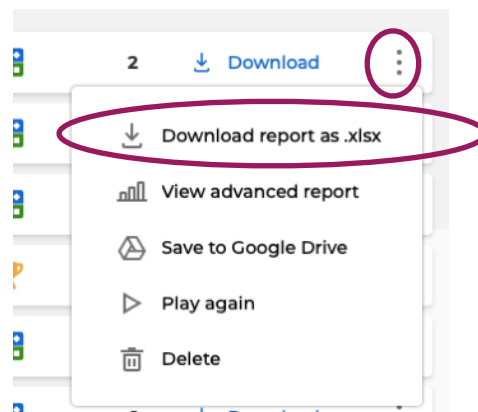 2 Download
Download report as .xlsx
View advanced report
Save to Google Drive
Play again
Delete